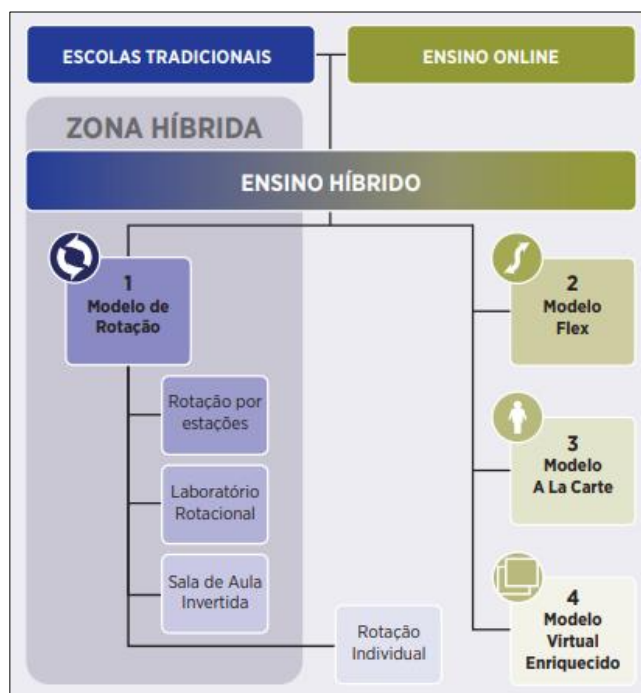 ESCOLAS TRADICIONAIS
ENSINO ONLINE
ZONA HÍBRIDA
ENSINO HÍBRIDO
1
Modelo de
Rotação
Rotação por
estações
Laboratório
Rotacional
Sala de Aula
Invertida
Rotação
Individual
2
Modelo
Flex
3
Modelo
A La Carte
4
Modelo
Virtual
Enriquecido